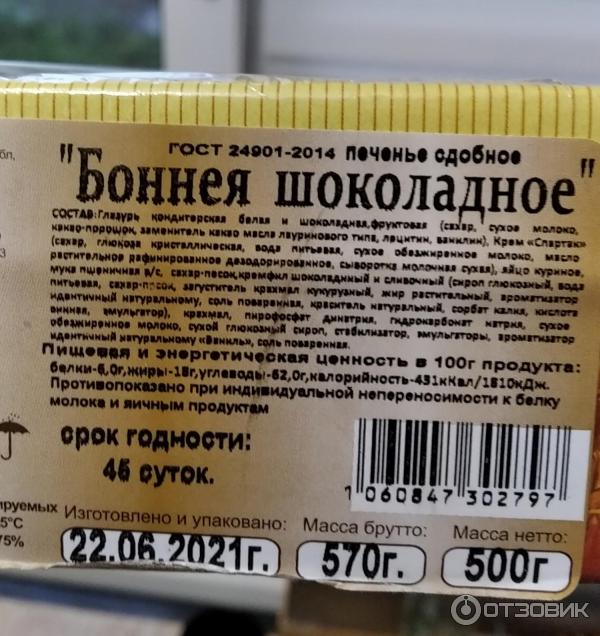 ГОСТ 24901-2014 печенье сдобное
"Боннея шоколадное"
СОСТАВ:Глазурь кондитерская белая и шоколадная,фруктовая (сахар, сухое молоко,
какао-порошок, заменитель какао масла лауринового типа, лецитин, ванилин), Крем «Спартак»
(сахар, глюкоза кристаллическая, вода питьевая, сухое обезжиренное молоко, масло
растительное рафинированное дезодорированное, сыворотка молочная сухая), яйцо куриное,
мука пшеничная в/с, сахар-песок,кремфил шоколадный и сливочный (сироп глюкозный, вода
питьевая, сахар-песок, загуститель крахмал кукурузный, жир растительный, ароматизатор
идентичный натуральному, соль поваренная, краситель натуральный, сорбат калия, кислота
эмульгатор), крахмал, пирофосфат динатрия, гидрокарбонат натрия, сухое
обезжиренное молоко, сухой глюкозный сироп, стабилизатор, эмульгаторы, ароматизатор
идентичный натуральному «Ваниль», соль поваренная.
Пищевая и энергетическая ценность в 100г продукта:
белки-6,0г,жиры-18г,углеводы-62,0г,калорийность-431кКал/1810кДж.
Противопоказано при индивидуальной непереносимости к белку
молока и яичным продуктам
срок годности:
45 суток.
1 060847 302797
Изготовлено и упаковано: Масса брутто: Масса нетто:
22.06.2021г. 570г. 500г
бл,
3
ируемых
5°C
75%
ОТЗОВИК